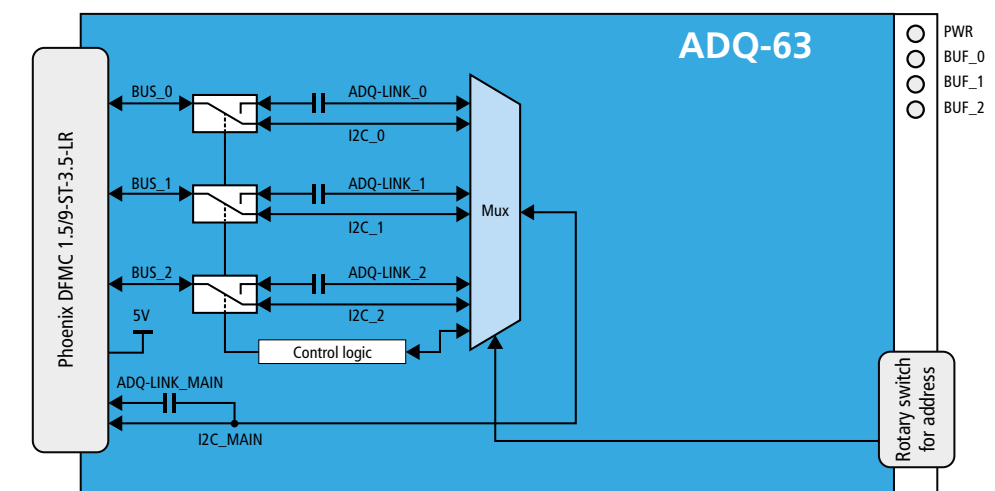 ADQ-63
PWR
BUF_0
BUF_1
BUF_2
Phoenix DFMC 1.5/9-ST-3.5-LR
BUS_0
ADQ-LINK_0
I2C_0
BUS_1
ADQ-LINK_1
I2C_1
Mux
BUS_2
ADQ-LINK_2
I2C_2
5V
Control logic
ADQ-LINK_MAIN
I2C_MAIN
Rotary switch
for address